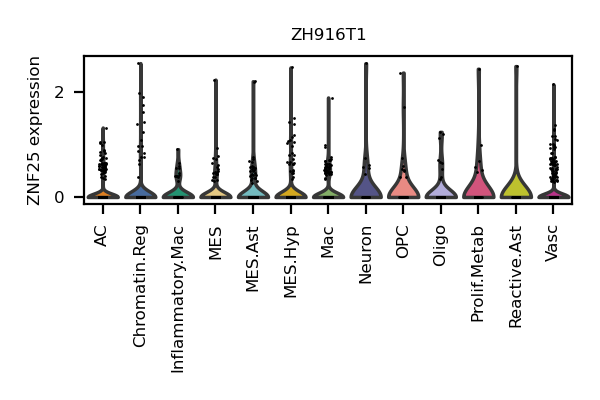 ZH916T1
ZNF25 expression
2
0
AC
Chromatin.Reg
Inflammatory.Mac
MES
MES.Ast
MES.Hyp
Mac
Neuron
OPC
Oligo
Prolif.Metab
Reactive.Ast
Vasc